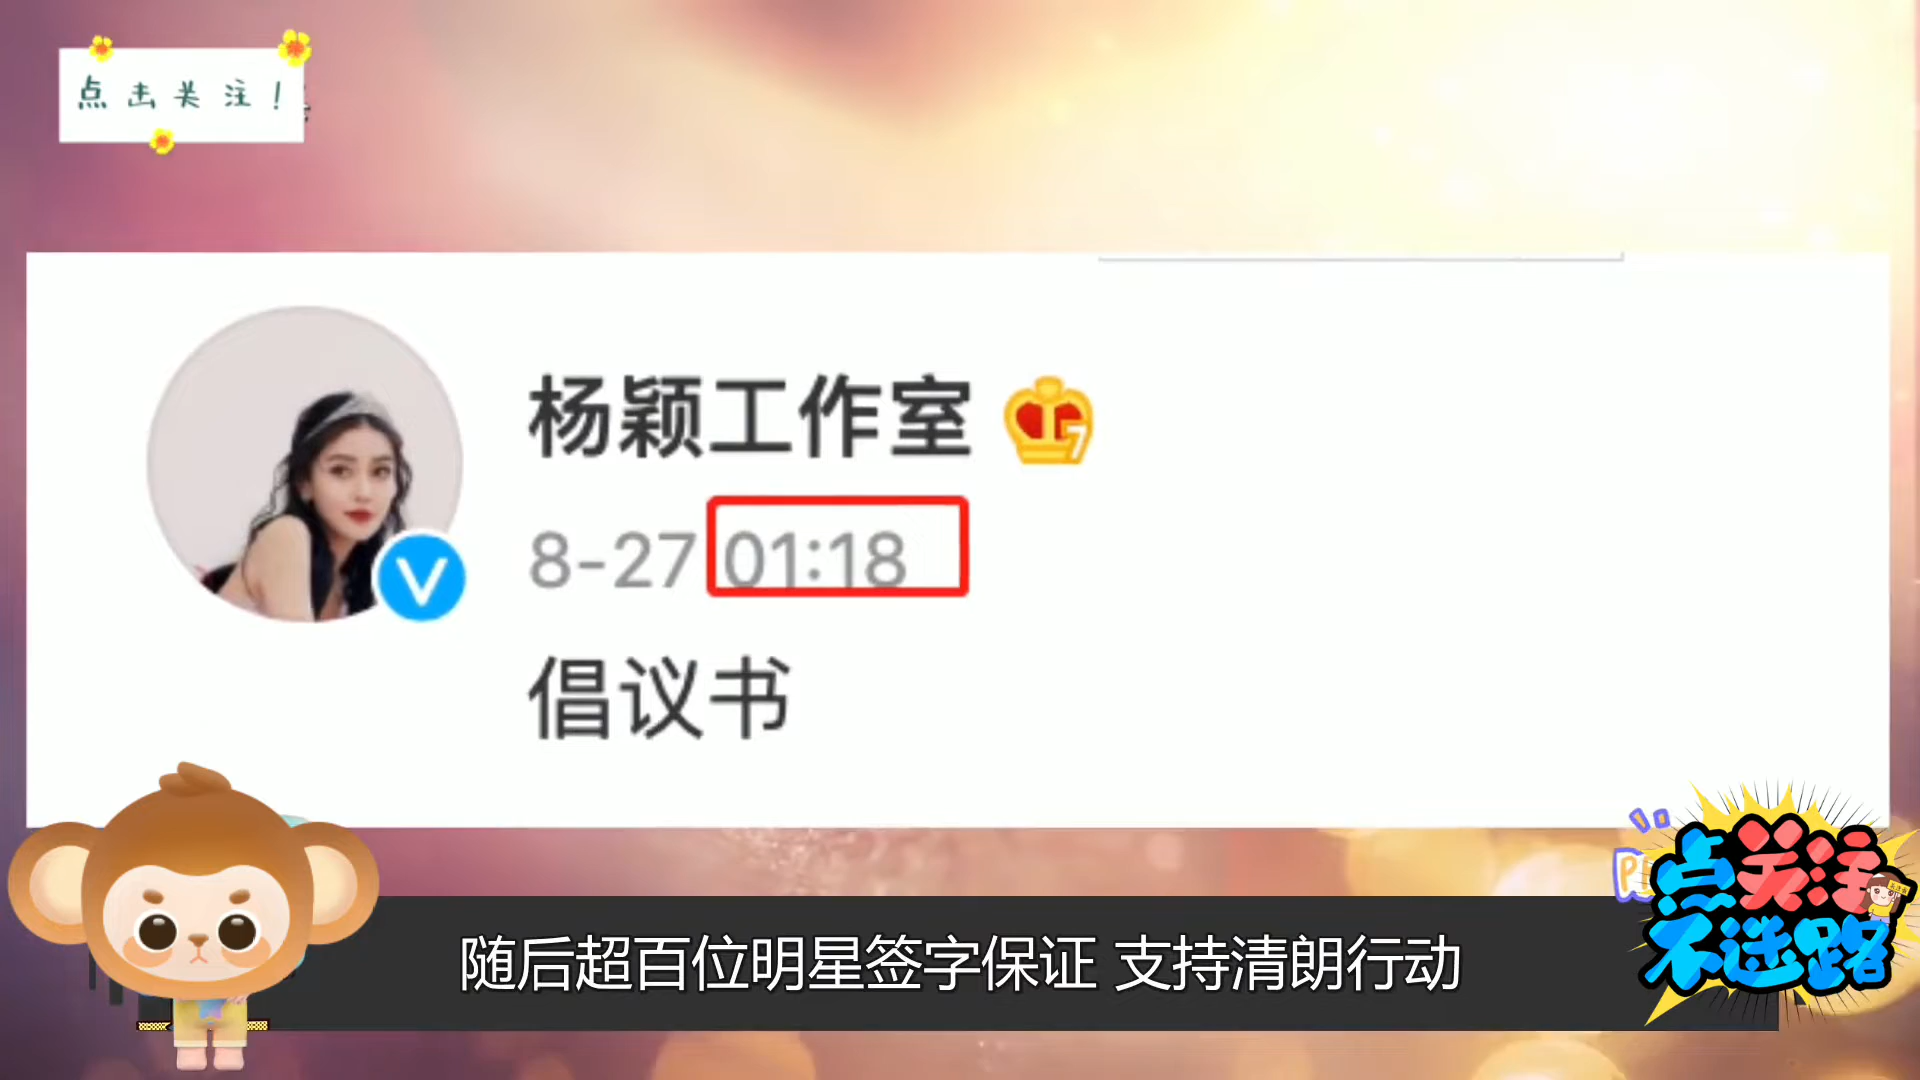 点击关注！
杨颖工作室
7
8-27 01:18
倡议书
随后超百位明星签字保证 支持清朗行动
点关注
不迷路